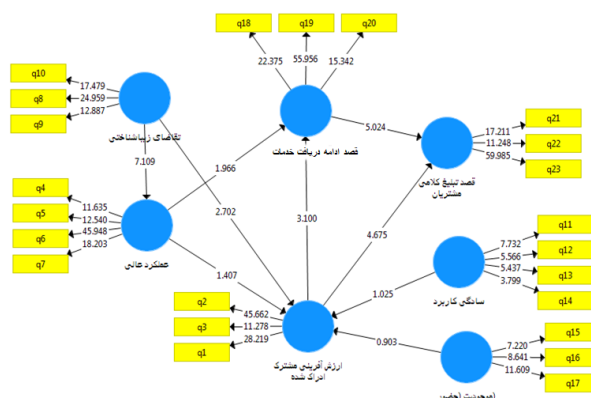 q18
q19
q20
22.375
55.956
15.342
q10
q8
q9
17.479
24.959
12.887
تقاضای زیباشناختی
قصد ادامه دریافت خدمات
5.024
q21
q22
q23
17.211
11.248
59.985
قصد تبلیغ کلامی
مشتریان
7.109
1.966
2.702
3.100
4.675
q4
q5
q6
q7
11.635
12.540
45.948
18.203
عملکرد عالی
1.407
q11
q12
q13
q14
7.732
5.566
5.437
3.799
سادگی کاربرد
1.025
q2
q3
q1
45.662
11.278
28.219
ارزش آفرینی مشترک
ادراک شده
0.903
q15
q16
q17
7.220
8.641
11.609